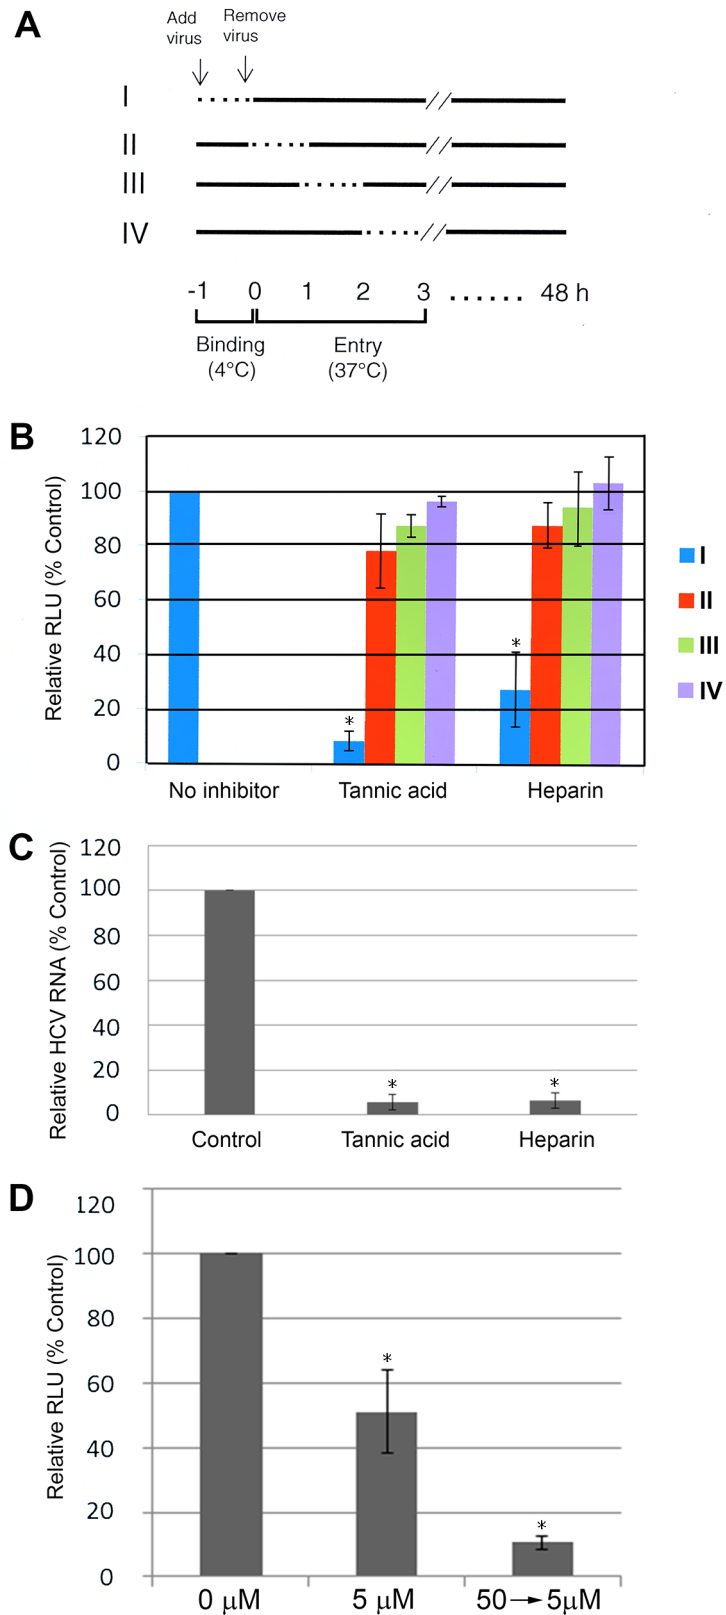 A
Add
virus
Remove
virus
I
II
III
IV
-1 0 1 2 3 ...... 48 h
Binding
(4°C)
Entry
(37°C)
B
Relative RLU (% Control)
120
100
80
60
40
20
0
*
*
No inhibitor Tannic acid Heparin
I
II
III
IV
C
Relative HCV RNA (% Control)
120
100
80
60
40
20
0
*
*
Control Tannic acid Heparin
D
Relative RLU (% Control)
120
100
80
60
40
20
0
*
*
0 μM 5 μM 50→5μM